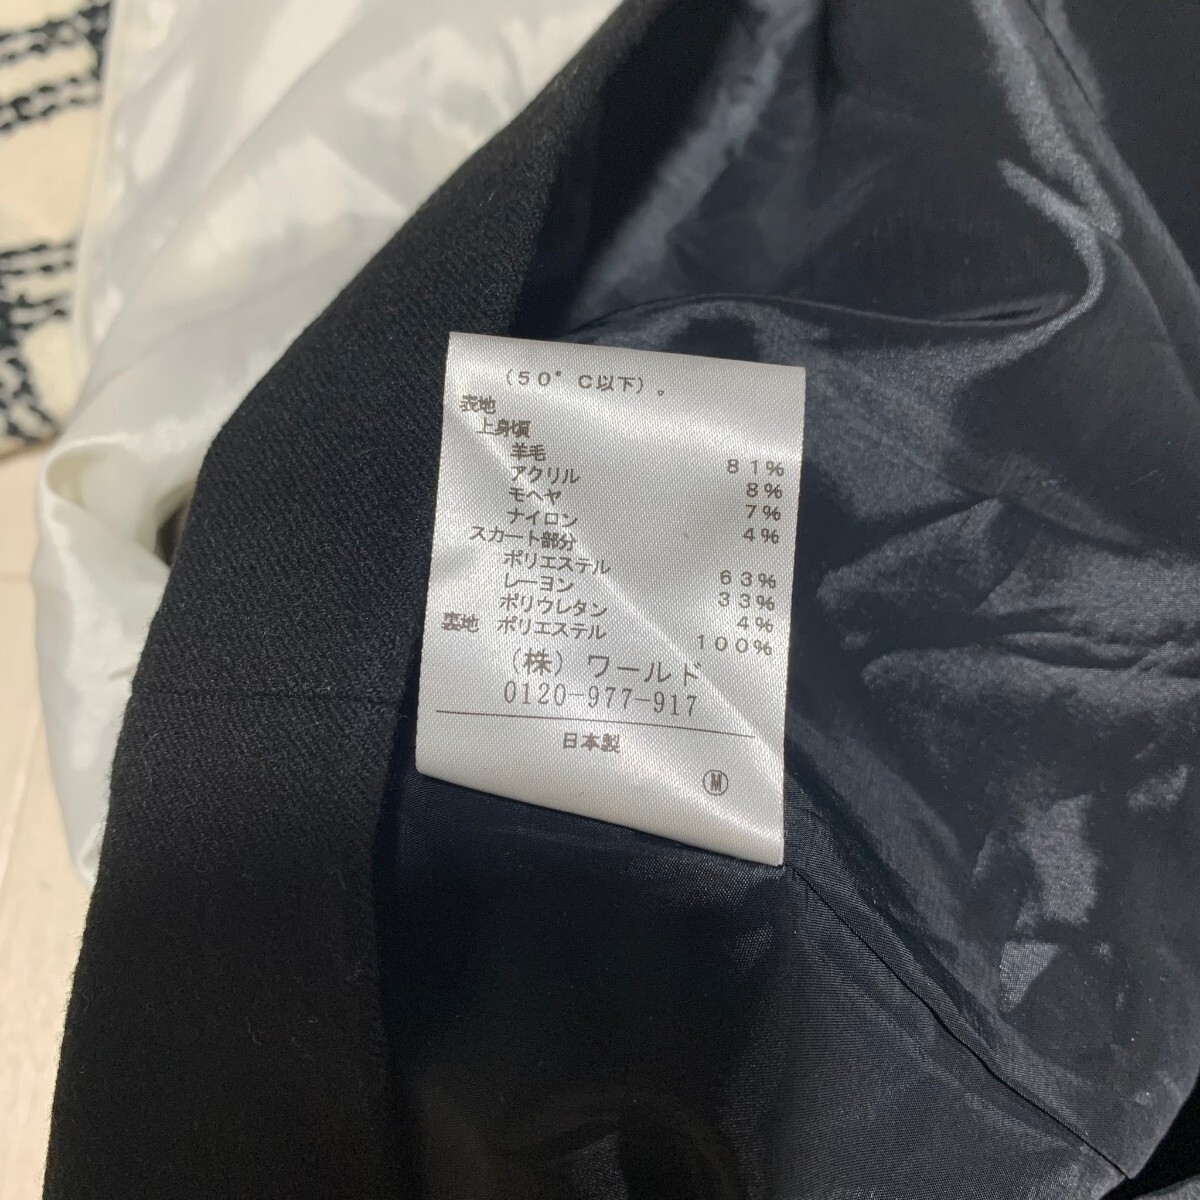 （５０°Ｃ以下）。
表地
上身頃
羊毛 ８１％
アクリル ８％
モヘヤ ７％
ナイロン ４％
スカート部分
ポリエステル ６３％
レーヨン ３３％
ポリウレタン ４％
裏地 ポリエステル １００％
（株）ワールド
0120-977-917
日本製
Ⓜ